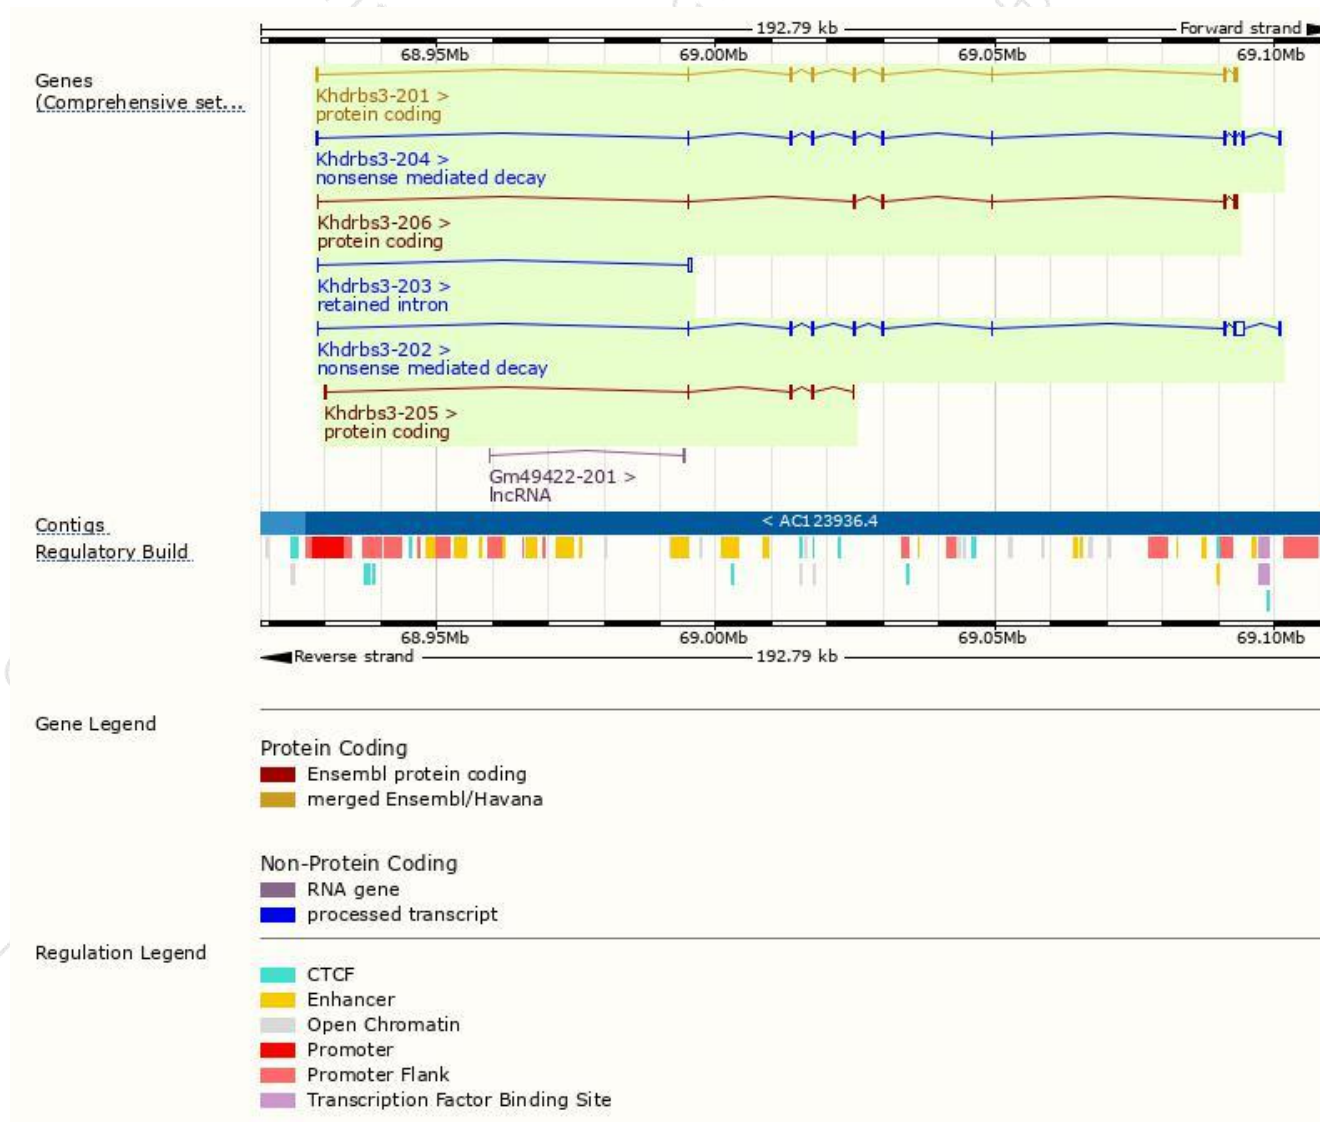 192.79 kb Forward strand
68.95Mb 69.00Mb 69.05Mb 69.10Mb
Genes
(Comprehensive set...
Khdrbs3-201 >
protein coding
Khdrbs3-204 >
nonsense mediated decay
Khdrbs3-206 >
protein coding
Khdrbs3-203 >
retained intron
Khdrbs3-202 >
nonsense mediated decay
Khdrbs3-205 >
protein coding
Gm49422-201 >
lncRNA
Contigs < AC123936.4
Regulatory Build
68.95Mb 69.00Mb 69.05Mb 69.10Mb
Reverse strand 192.79 kb
Gene Legend
Protein Coding
Ensembl protein coding
merged Ensembl/Havana
Non-Protein Coding
RNA gene
processed transcript
Regulation Legend
CTCF
Enhancer
Open Chromatin
Promoter
Promoter Flank
Transcription Factor Binding Site